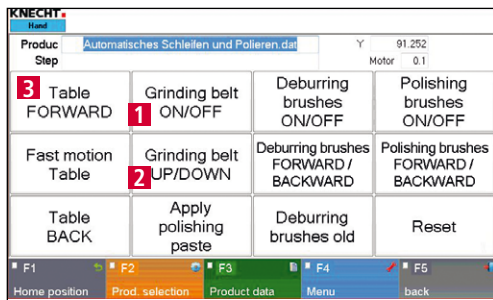 KNECHT
Hand
Produc Automatisches Schleifen und Polieren.dat Y 91.252
Step Motor 0.1
3 Table FORWARD
1 Grinding belt ON/OFF
Deburring brushes ON/OFF
Polishing brushes ON/OFF
Fast motion Table
2 Grinding belt UP/DOWN
Deburring brushes FORWARD / BACKWARD
Polishing brushes FORWARD / BACKWARD
Table BACK
Apply polishing paste
Deburring brushes old
Reset
F1 F2 F3 F4 F5
Home position Prod. selection Product data Menu back